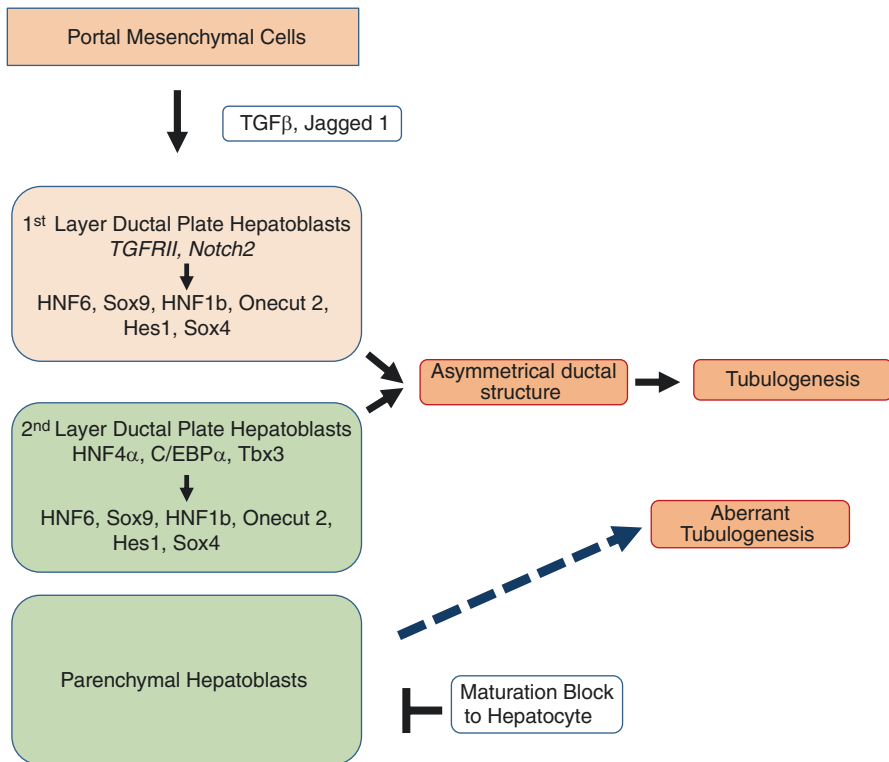 Portal Mesenchymal Cells
TGFβ, Jagged 1
1st Layer Ductal Plate Hepatoblasts
TGFRII, Notch2
HNF6, Sox9, HNF1b, Onecut 2,
Hes1, Sox4
Asymmetrical ductal
structure
Tubulogenesis
2nd Layer Ductal Plate Hepatoblasts
HNF4α, C/EBPα, Tbx3
HNF6, Sox9, HNF1b, Onecut 2,
Hes1, Sox4
Aberrant
Tubulogenesis
Parenchymal Hepatoblasts
Maturation Block
to Hepatocyte